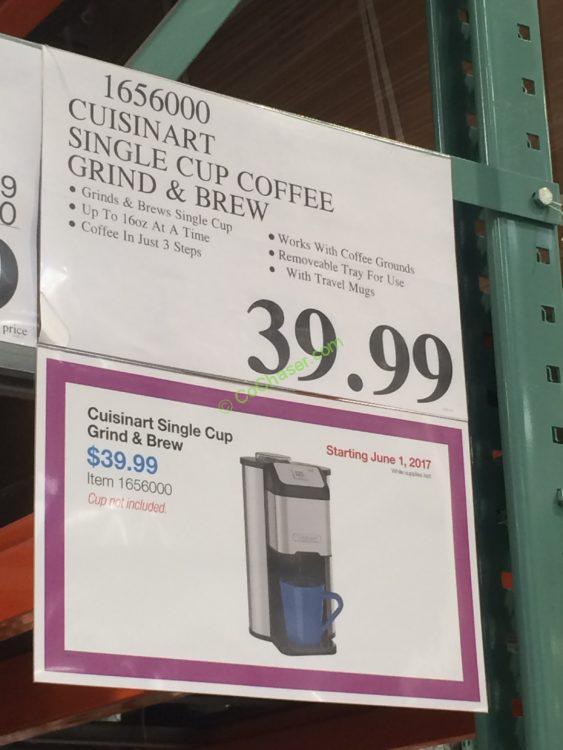 1656000
CUISINART
SINGLE CUP COFFEE
GRIND & BREW
• Grinds & Brews Single Cup
• Up To 16oz At A Time
• Coffee In Just 3 Steps
• Works With Coffee Grounds
• Removeable Tray For Use
• With Travel Mugs
39.99
9
0
price
© CoChaser.com
Cuisinart Single Cup
Grind & Brew
$39.99
Item 1656000
Cup not included.
Starting June 1, 2017
While supplies last